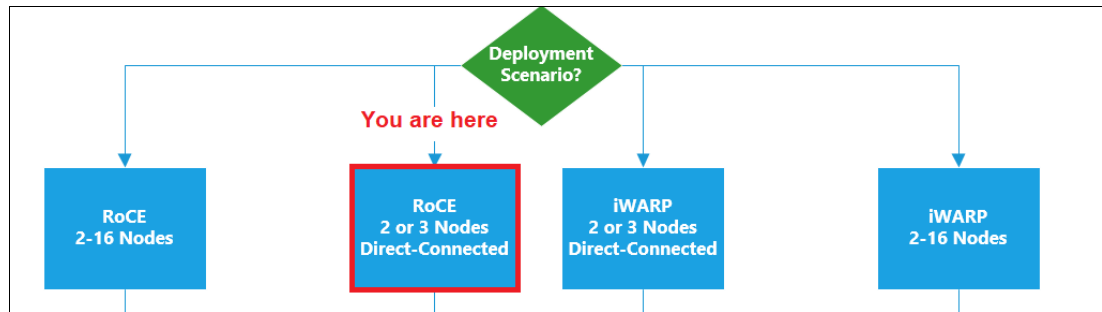 Deployment
Scenario?
You are here
RoCE
2-16 Nodes
RoCE
2 or 3 Nodes
Direct-Connected
iWARP
2 or 3 Nodes
Direct-Connected
iWARP
2-16 Nodes